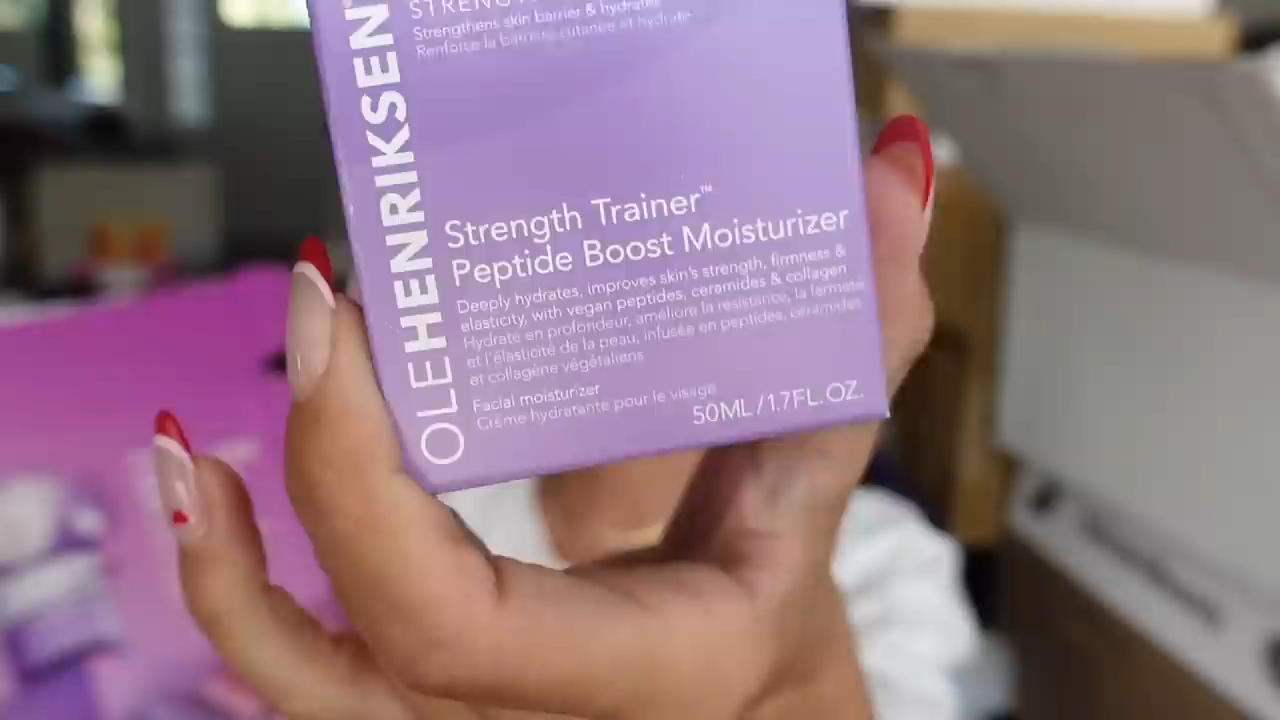 OLEHENRIKSEN
Strengthens skin barrier & hydrates
Renforce la barrière cutanée et hydrate
Strength Trainer™
Peptide Boost Moisturizer
Deeply hydrates, improves skin's strength, firmness &
elasticity, with vegan peptides, ceramides & collagen
Hydrate en profondeur, améliore la résistance, la fermeté
et l'élasticité de la peau, infusée en peptides, céramides
et collagène végétaliens
Facial moisturizer
Crème hydratante pour le visage
50ML/1.7FL.OZ.